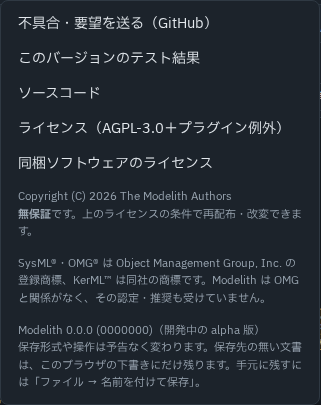 不具合・要望を送る（GitHub）
このバージョンのテスト結果
ソースコード
ライセンス（AGPL-3.0＋プラグイン例外）
同梱ソフトウェアのライセンス
Copyright (C) 2026 The Modelith Authors
無保証です。上のライセンスの条件で再配布・改変できま
す。
SysML®・OMG® は Object Management Group, Inc. の
登録商標、KerML™ は同社の商標です。Modelith は OMG
と関係がなく、その認定・推奨も受けていません。
Modelith 0.0.0 (0000000)（開発中の alpha 版）
保存形式や操作は予告なく変わります。保存先の無い文書
は、このブラウザの下書きにだけ残ります。手元に残すに
は「ファイル → 名前を付けて保存」。